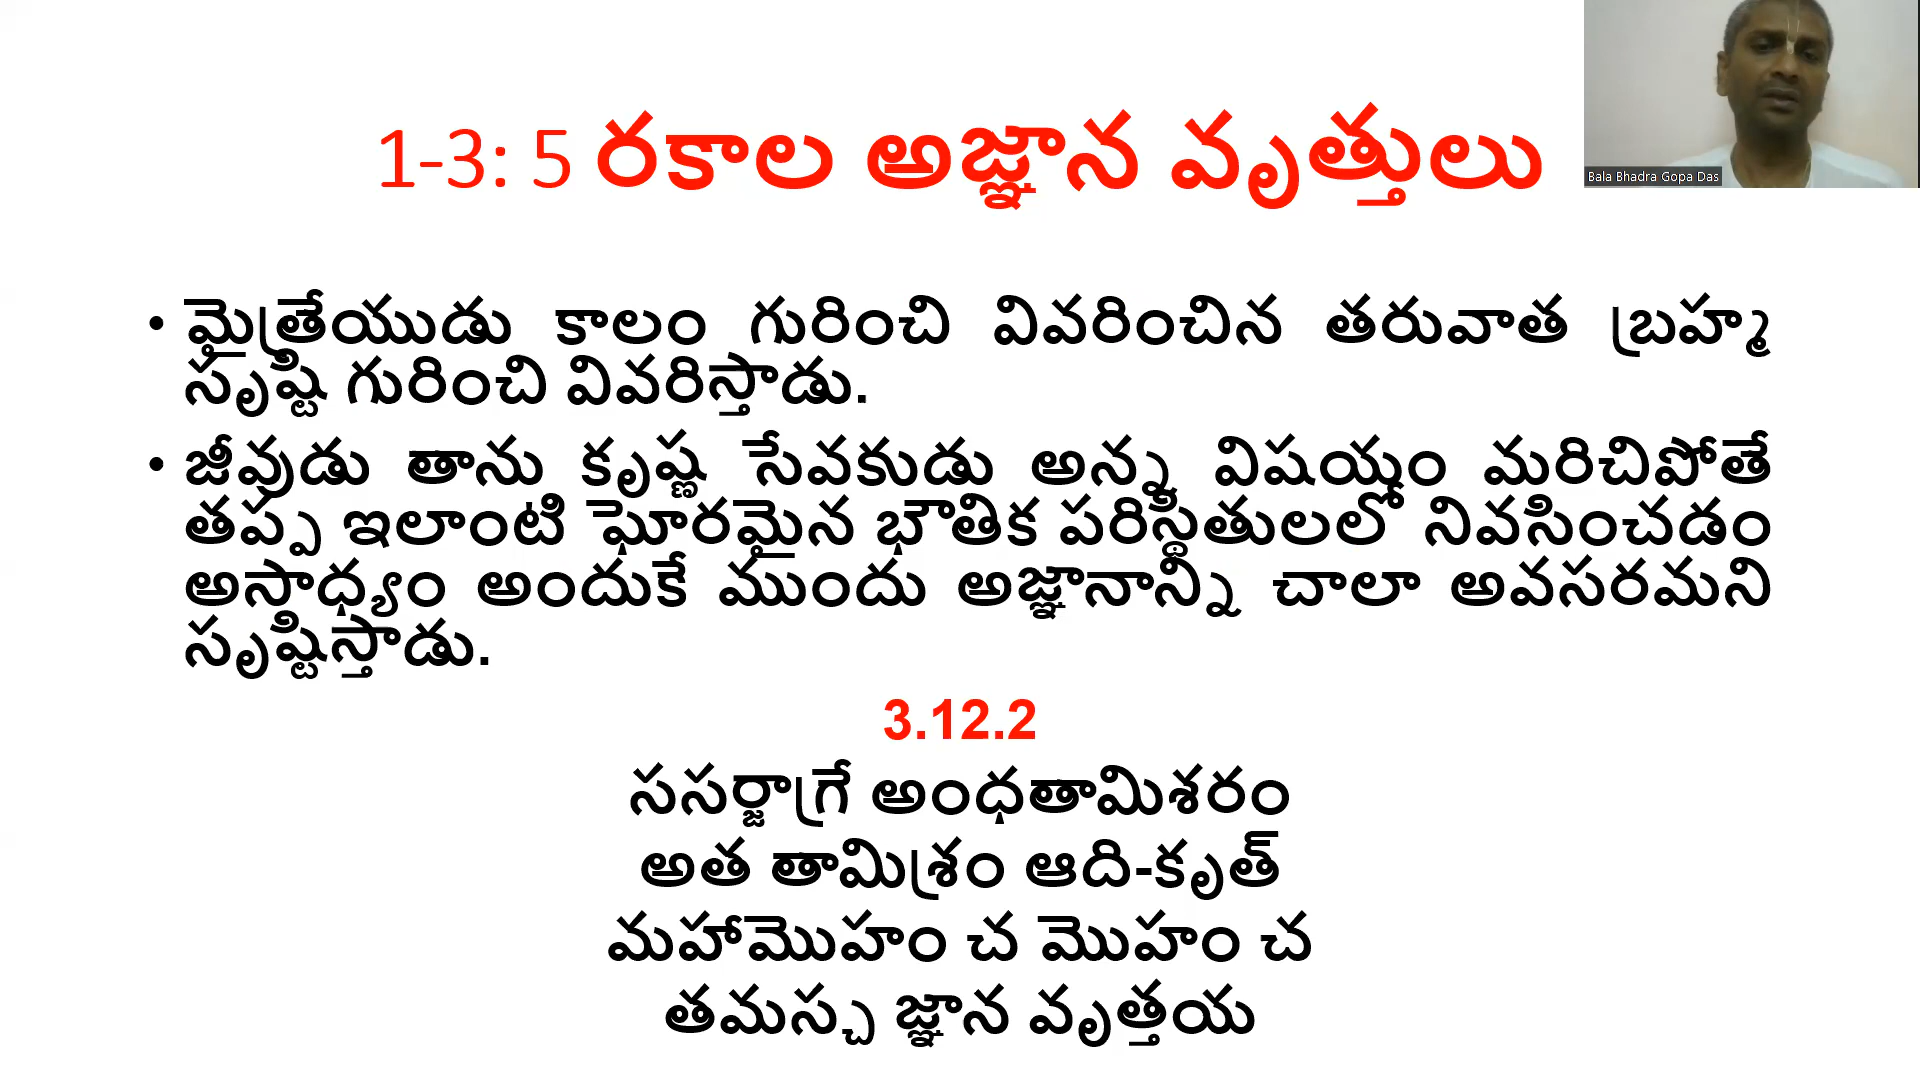 1-3: 5 రకాల అజ్ఞాన వృత్తులు
Bala Bhadra Gopa Das
• మైత్రేయుడు కాలం గురించి వివరించిన తరువాత బ్రహ్మ
సృష్టి గురించి వివరిస్తాడు.
• జీవుడు తాను కృష్ణ సేవకుడు అన్న విషయం మరిచిపోతే
తప్ప ఇలాంటి ఘోరమైన భౌతిక పరిస్థితులలో నివసించడం
అసాధ్యం అందుకే ముందు అజ్ఞానాన్ని చాలా అవసరమని
సృష్టిస్తాడు.
3.12.2
ససర్జాగ్రే అంధతామిశరం
అత తామిశ్రం ఆది-కృత్
మహామొహం చ మొహం చ
తమస్చ జ్ఞాన వృత్తయ